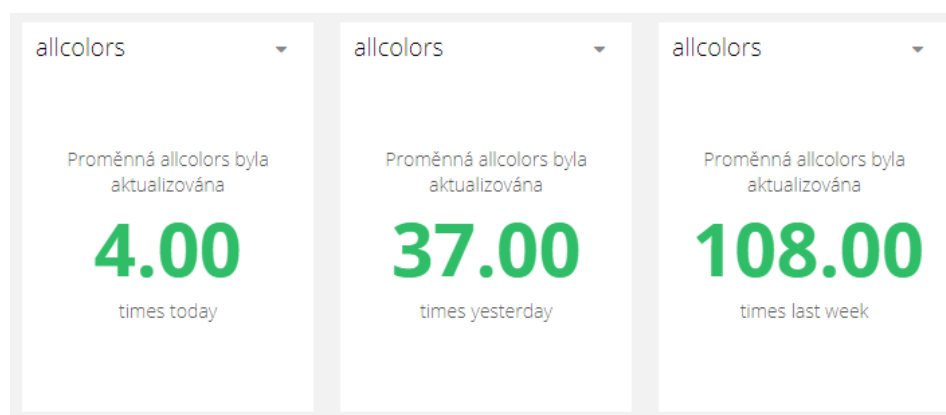 allcolors
Proměnná allcolors byla
aktualizována
4.00
times today
allcolors
Proměnná allcolors byla
aktualizována
37.00
times yesterday
allcolors
Proměnná allcolors byla
aktualizována
108.00
times last week